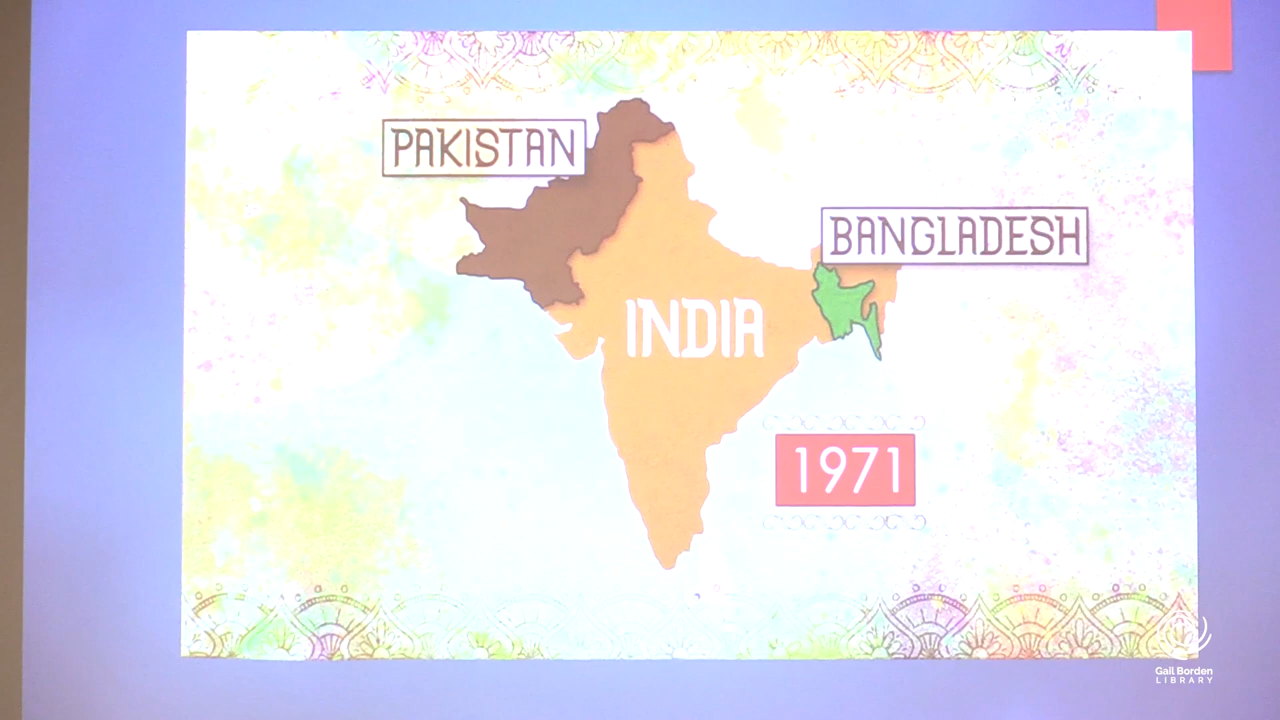 PAKISTAN
BANGLADESH
INDIA
1971
Gail Borden
LIBRARY